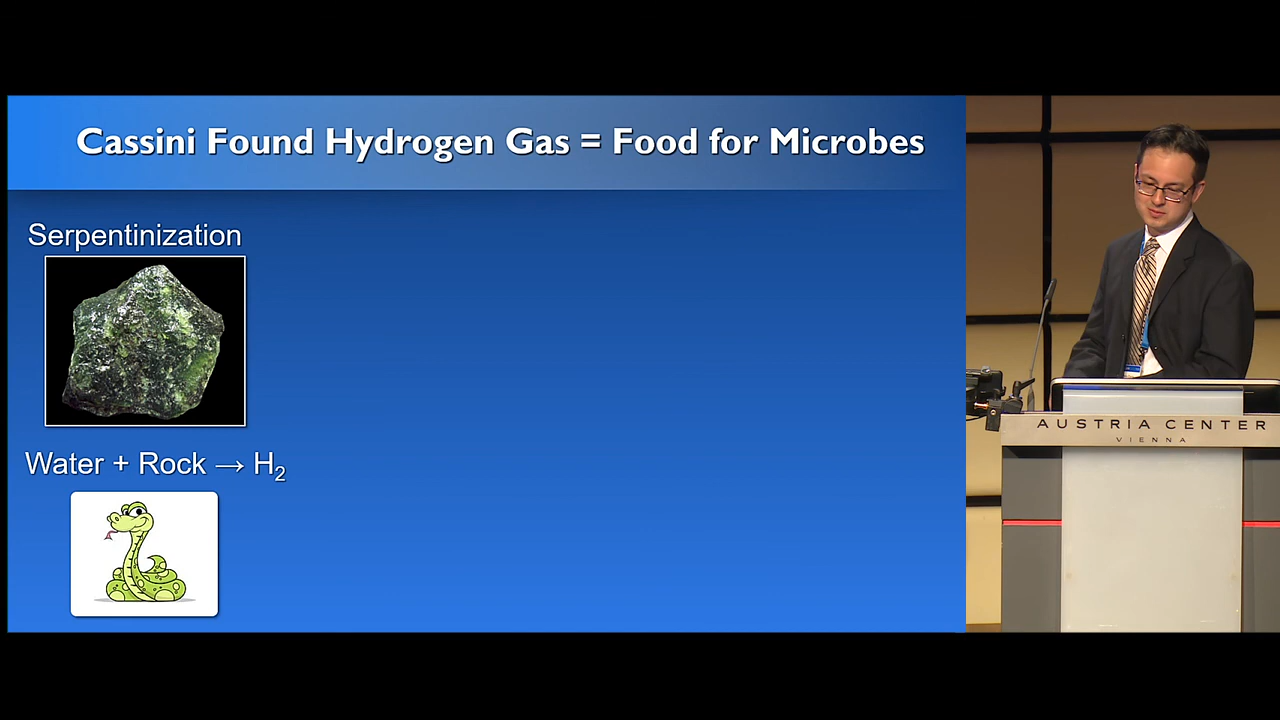 Cassini Found Hydrogen Gas = Food for Microbes
Serpentinization
Water + Rock → H₂
AUSTRIA CENTER
VIENNA